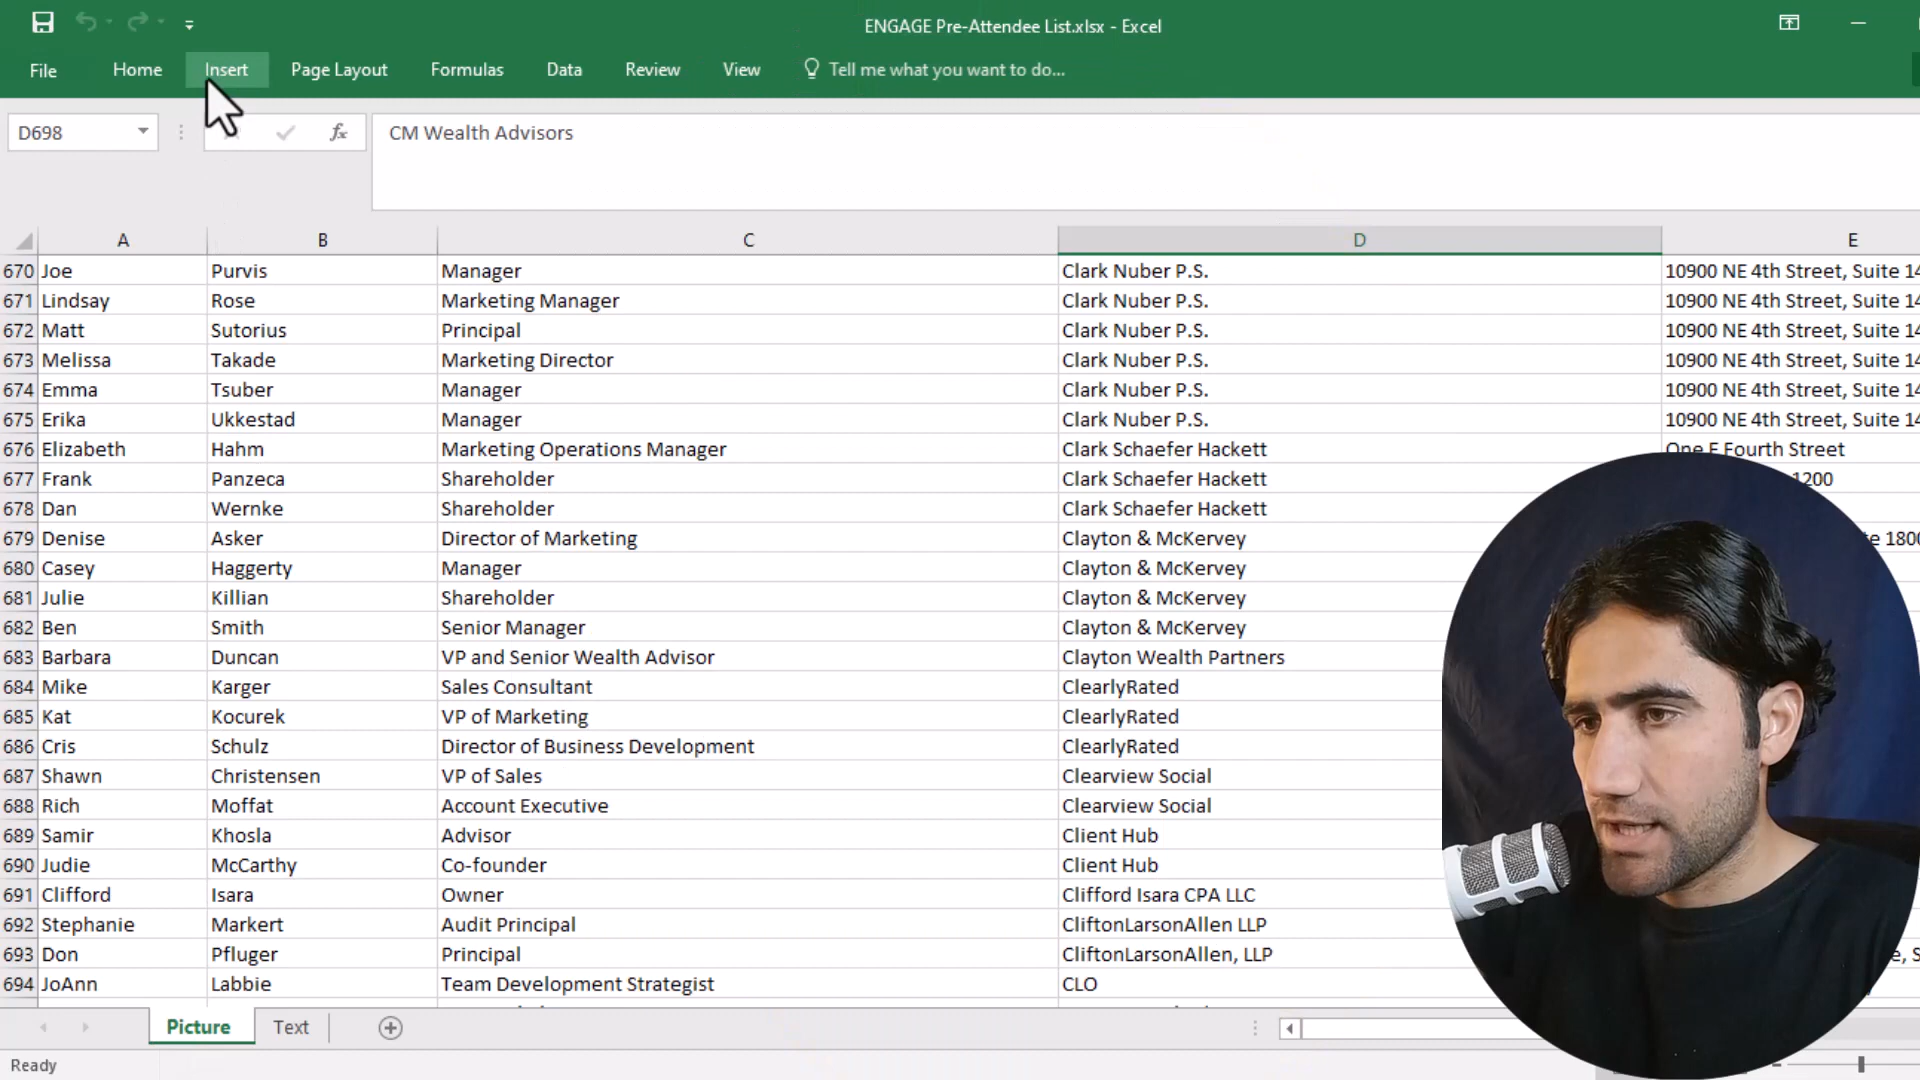 ENGAGE Pre-Attendee List.xlsx - Excel
File Home Insert Page Layout Formulas Data Review View Tell me what you want to do...
D698 fx CM Wealth Advisors
A B C D E
670 Joe Purvis Manager Clark Nuber P.S. 10900 NE 4th Street, Suite 14
671 Lindsay Rose Marketing Manager Clark Nuber P.S. 10900 NE 4th Street, Suite 14
672 Matt Sutorius Principal Clark Nuber P.S. 10900 NE 4th Street, Suite 14
673 Melissa Takade Marketing Director Clark Nuber P.S. 10900 NE 4th Street, Suite 14
674 Emma Tsuber Manager Clark Nuber P.S. 10900 NE 4th Street, Suite 14
675 Erika Ukkestad Manager Clark Nuber P.S. 10900 NE 4th Street, Suite 14
676 Elizabeth Hahm Marketing Operations Manager Clark Schaefer Hackett One E Fourth Street
677 Frank Panzeca Shareholder Clark Schaefer Hackett 1200
678 Dan Wernke Shareholder Clark Schaefer Hackett
679 Denise Asker Director of Marketing Clayton & McKervey 1800
680 Casey Haggerty Manager Clayton & McKervey
681 Julie Killian Shareholder Clayton & McKervey
682 Ben Smith Senior Manager Clayton & McKervey
683 Barbara Duncan VP and Senior Wealth Advisor Clayton Wealth Partners
684 Mike Karger Sales Consultant ClearlyRated
685 Kat Kocurek VP of Marketing ClearlyRated
686 Cris Schulz Director of Business Development ClearlyRated
687 Shawn Christensen VP of Sales Clearview Social
688 Rich Moffat Account Executive Clearview Social
689 Samir Khosla Advisor Client Hub
690 Judie McCarthy Co-founder Client Hub
691 Clifford Isara Owner Clifford Isara CPA LLC
692 Stephanie Markert Audit Principal CliftonLarsonAllen LLP
693 Don Pfluger Principal CliftonLarsonAllen, LLP e, S
694 JoAnn Labbie Team Development Strategist CLO
Picture Text
Ready